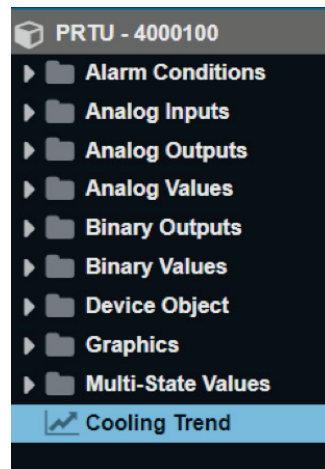 PRTU - 4000100
Alarm Conditions
Analog Inputs
Analog Outputs
Analog Values
Binary Outputs
Binary Values
Device Object
Graphics
Multi-State Values
Cooling Trend